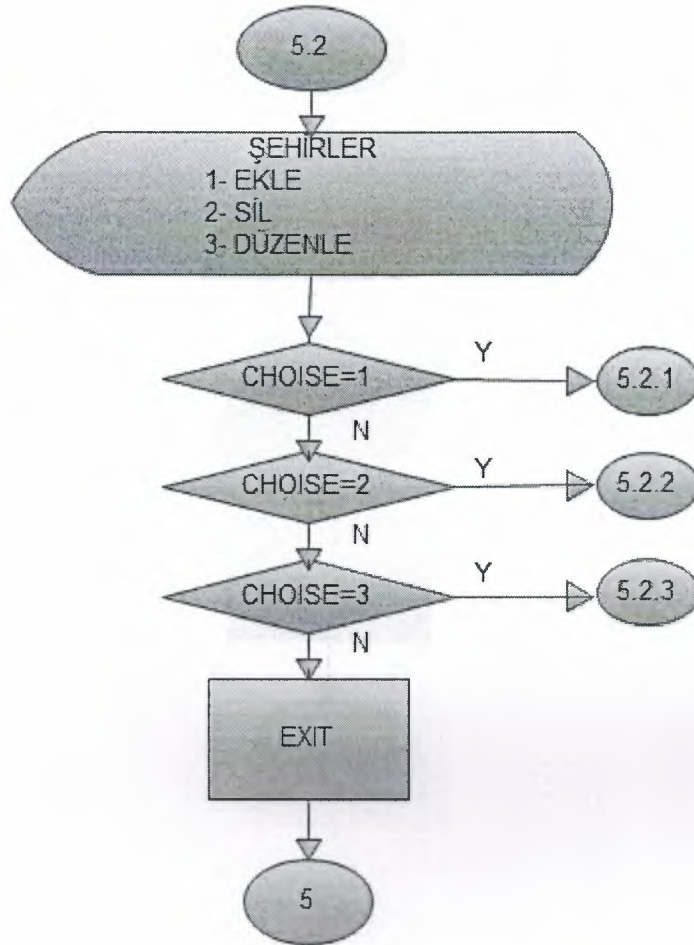 5.2
ŞEHİRLER
1- EKLE
2- SİL
3- DÜZENLE
CHOISE=1
Y
5.2.1
N
CHOISE=2
Y
5.2.2
N
CHOISE=3
Y
5.2.3
N
EXIT
5